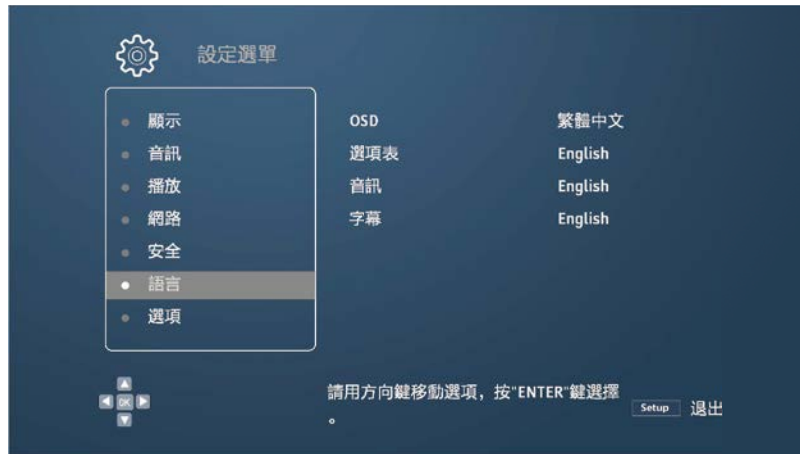 設定選單
顯示
音訊
播放
網路
安全
語言
選項
OSD 繁體中文
選項表 English
音訊 English
字幕 English
OK
請用方向鍵移動選項，按"ENTER"鍵選擇
。
Setup 退出